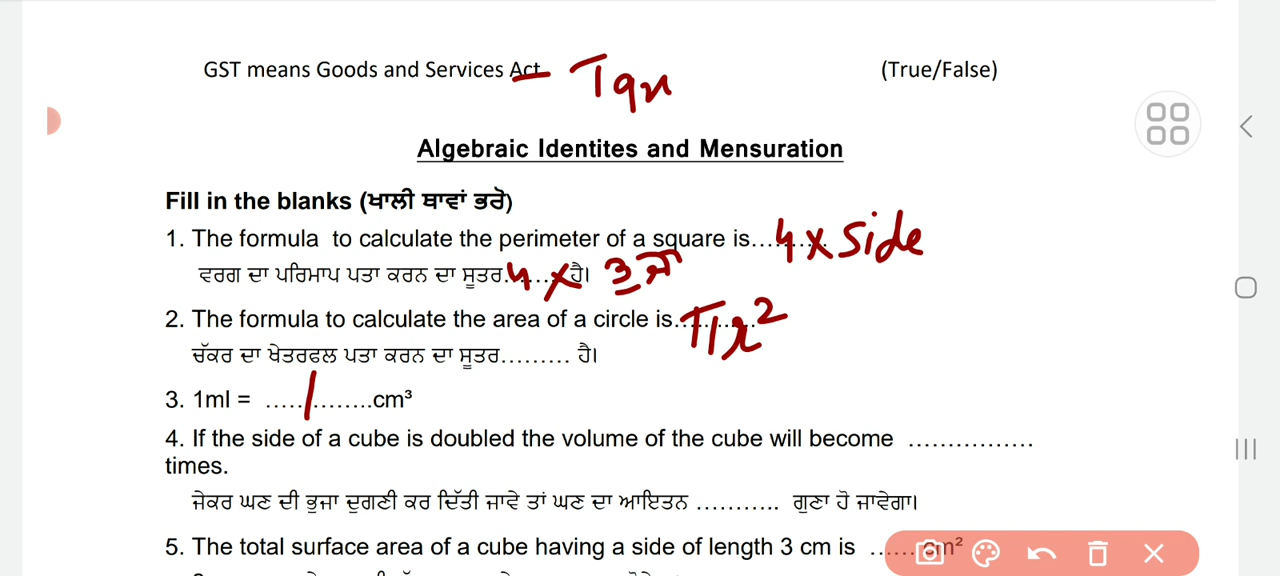 GST means Goods and Services Act (True/False)
Tax
Algebraic Identites and Mensuration
Fill in the blanks (ਖਾਲੀ ਥਾਵਾਂ ਭਰੋ)
1. The formula to calculate the perimeter of a square is........... 4 x side
ਵਰਗ ਦਾ ਪਰਿਮਾਪ ਪਤਾ ਕਰਨ ਦਾ ਸੂਤਰ......... 4 x ਹੈ।
2. The formula to calculate the area of a circle is........... πr²
ਚੱਕਰ ਦਾ ਖੇਤਰਫਲ ਪਤਾ ਕਰਨ ਦਾ ਸੂਤਰ......... ਹੈ।
3. 1ml = .....1........cm³
4. If the side of a cube is doubled the volume of the cube will become ................
times.
ਜੇਕਰ ਘਣ ਦੀ ਭੁਜਾ ਦੁਗਣੀ ਕਰ ਦਿੱਤੀ ਜਾਵੇ ਤਾਂ ਘਣ ਦਾ ਆਇਤਨ ........... ਗੁਣਾ ਹੋ ਜਾਵੇਗਾ।
5. The total surface area of a cube having a side of length 3 cm is ...... cm²